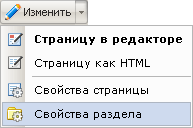 Изменить
Страницу в редакторе
Страницу как HTML
Свойства страницы
Свойства раздела